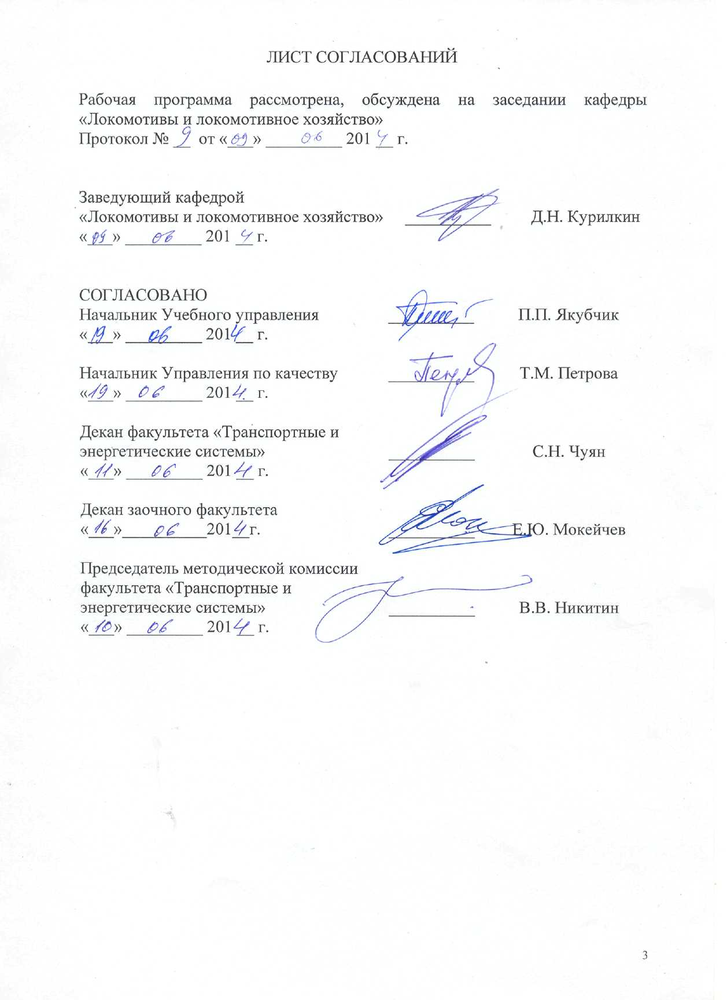 ЛИСТ СОГЛАСОВАНИЙ
Рабочая программа рассмотрена, обсуждена на заседании кафедры
«Локомотивы и локомотивное хозяйство»
Протокол № 9 от «09» 06 2014 г.
Заведующий кафедрой
«Локомотивы и локомотивное хозяйство» Д.Н. Курилкин
«09» 06 2014 г.
СОГЛАСОВАНО
Начальник Учебного управления П.П. Якубчик
«19» 06 2014 г.
Начальник Управления по качеству Т.М. Петрова
«19» 06 2014 г.
Декан факультета «Транспортные и
энергетические системы» С.Н. Чуян
«11» 06 2014 г.
Декан заочного факультета
«16» 06 2014 г. Е.Ю. Мокейчев
Председатель методической комиссии
факультета «Транспортные и
энергетические системы» В.В. Никитин
«10» 06 2014 г.
3